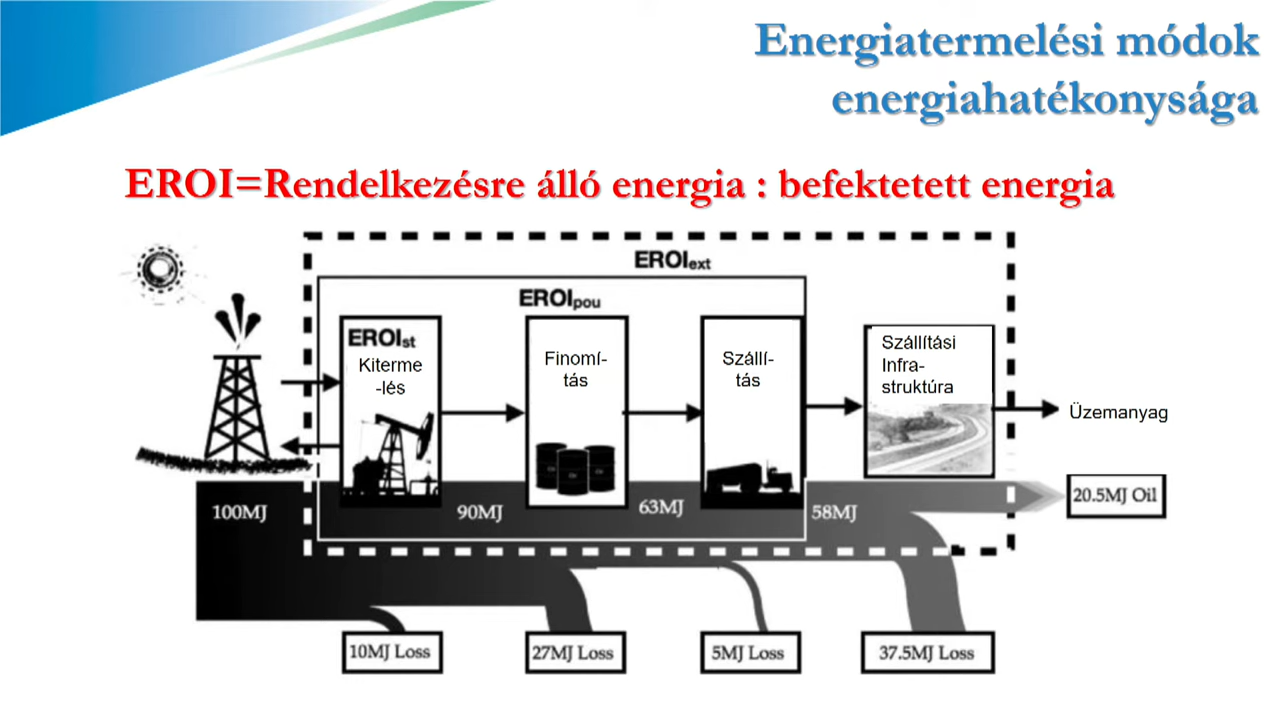 Energiatermelési módok
energiahatékonysága
EROI=Rendelkezésre álló energia : befektetett energia
EROIext
EROIpou
EROIst
Kiterme
-lés
Finomí-
tás
Szállí-
tás
Szállítási
Infra-
struktúra
Üzemanyag
100MJ
90MJ
63MJ
58MJ
20.5MJ Oil
10MJ Loss
27MJ Loss
5MJ Loss
37.5MJ Loss